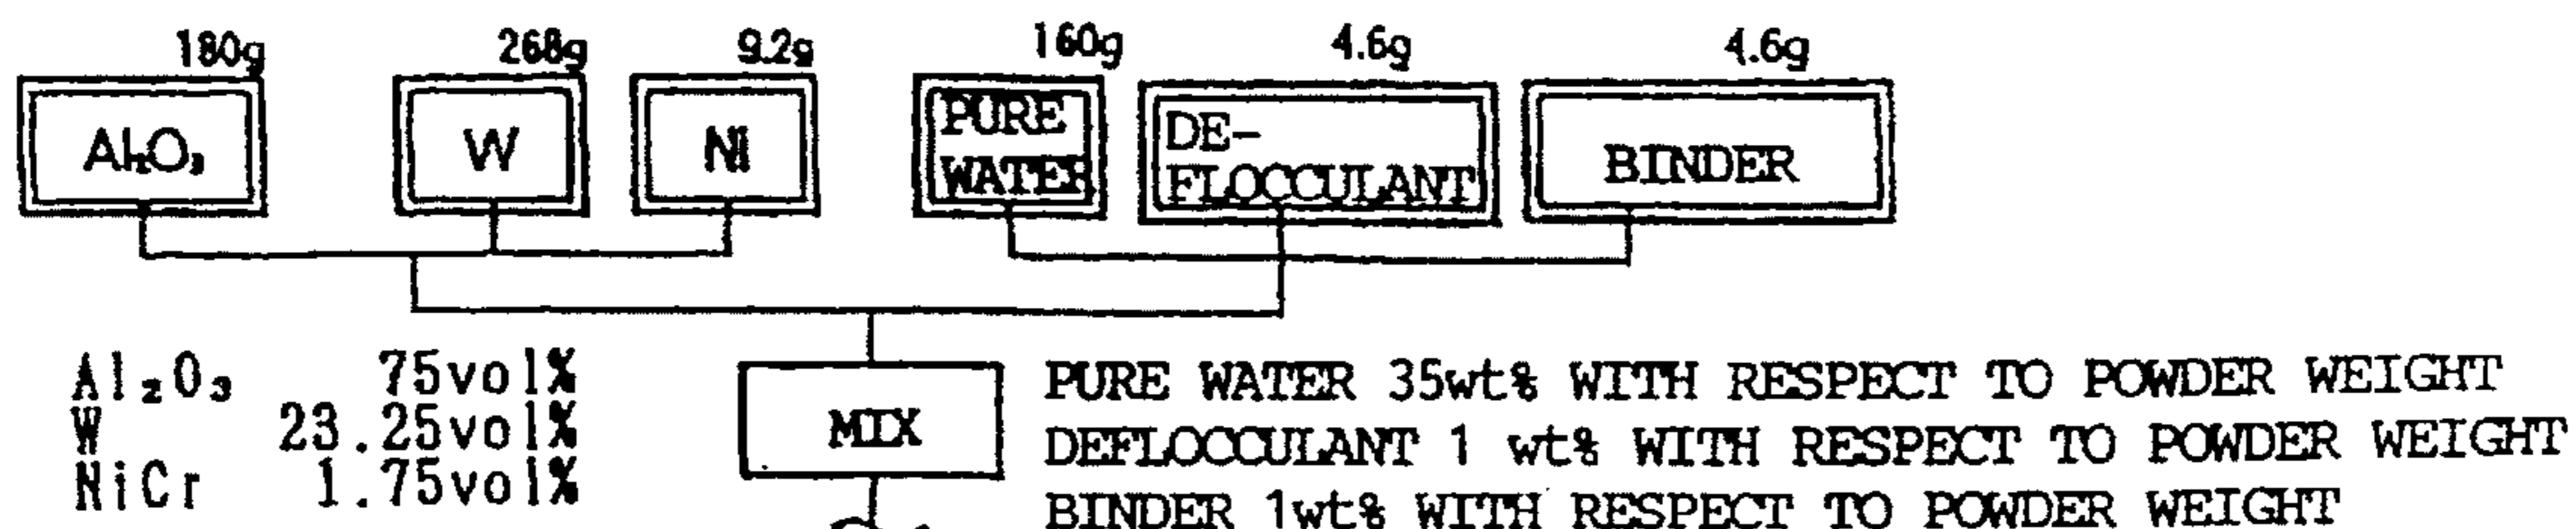 180g 268g 9.2g 160g 4.6g 4.6g
Al₂O₃ W Ni PURE WATER DE-FLOCCULANT BINDER
Al₂O₃ 75vol%
W 23.25vol%
NiCr 1.75vol%
MIX
PURE WATER 35wt% WITH RESPECT TO POWDER WEIGHT
DEFLOCCULANT 1 wt% WITH RESPECT TO POWDER WEIGHT
BINDER 1wt% WITH RESPECT TO POWDER WEIGHT